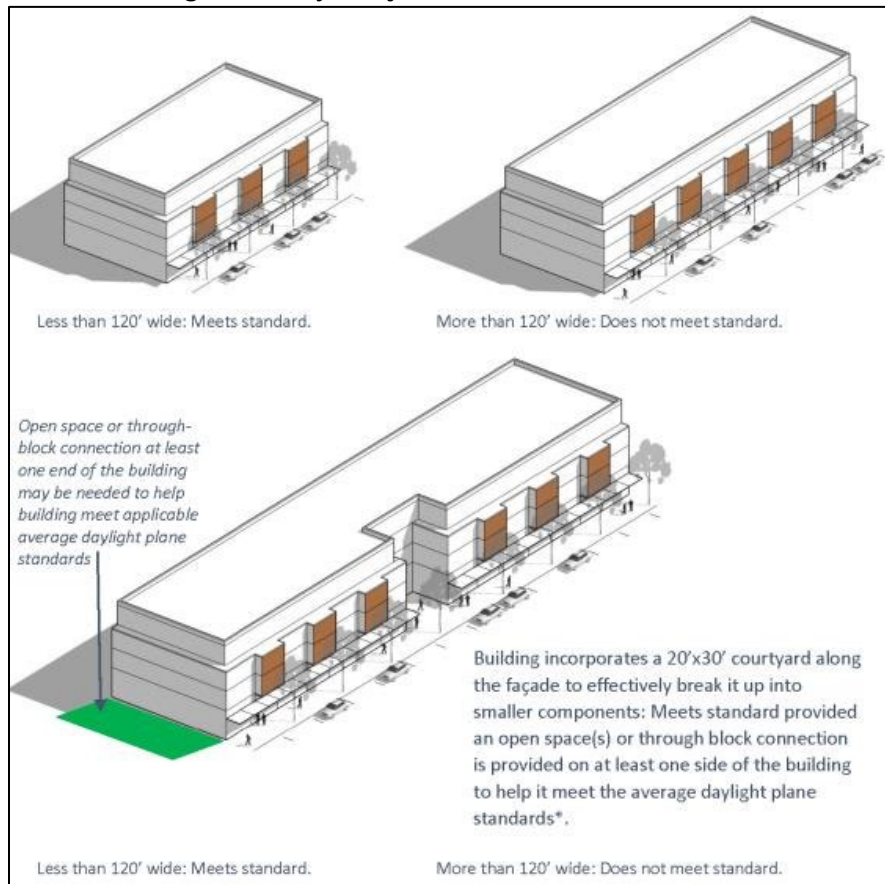 Less than 120' wide: Meets standard.
More than 120' wide: Does not meet standard.
Open space or through-
block connection at least
one end of the building
may be needed to help
building meet applicable
average daylight plane
standards
Building incorporates a 20'x30' courtyard along
the façade to effectively break it up into
smaller components: Meets standard provided
an open space(s) or through block connection
is provided on at least one side of the building
to help it meet the average daylight plane
standards*.
Less than 120' wide: Meets standard.
More than 120' wide: Does not meet standard.